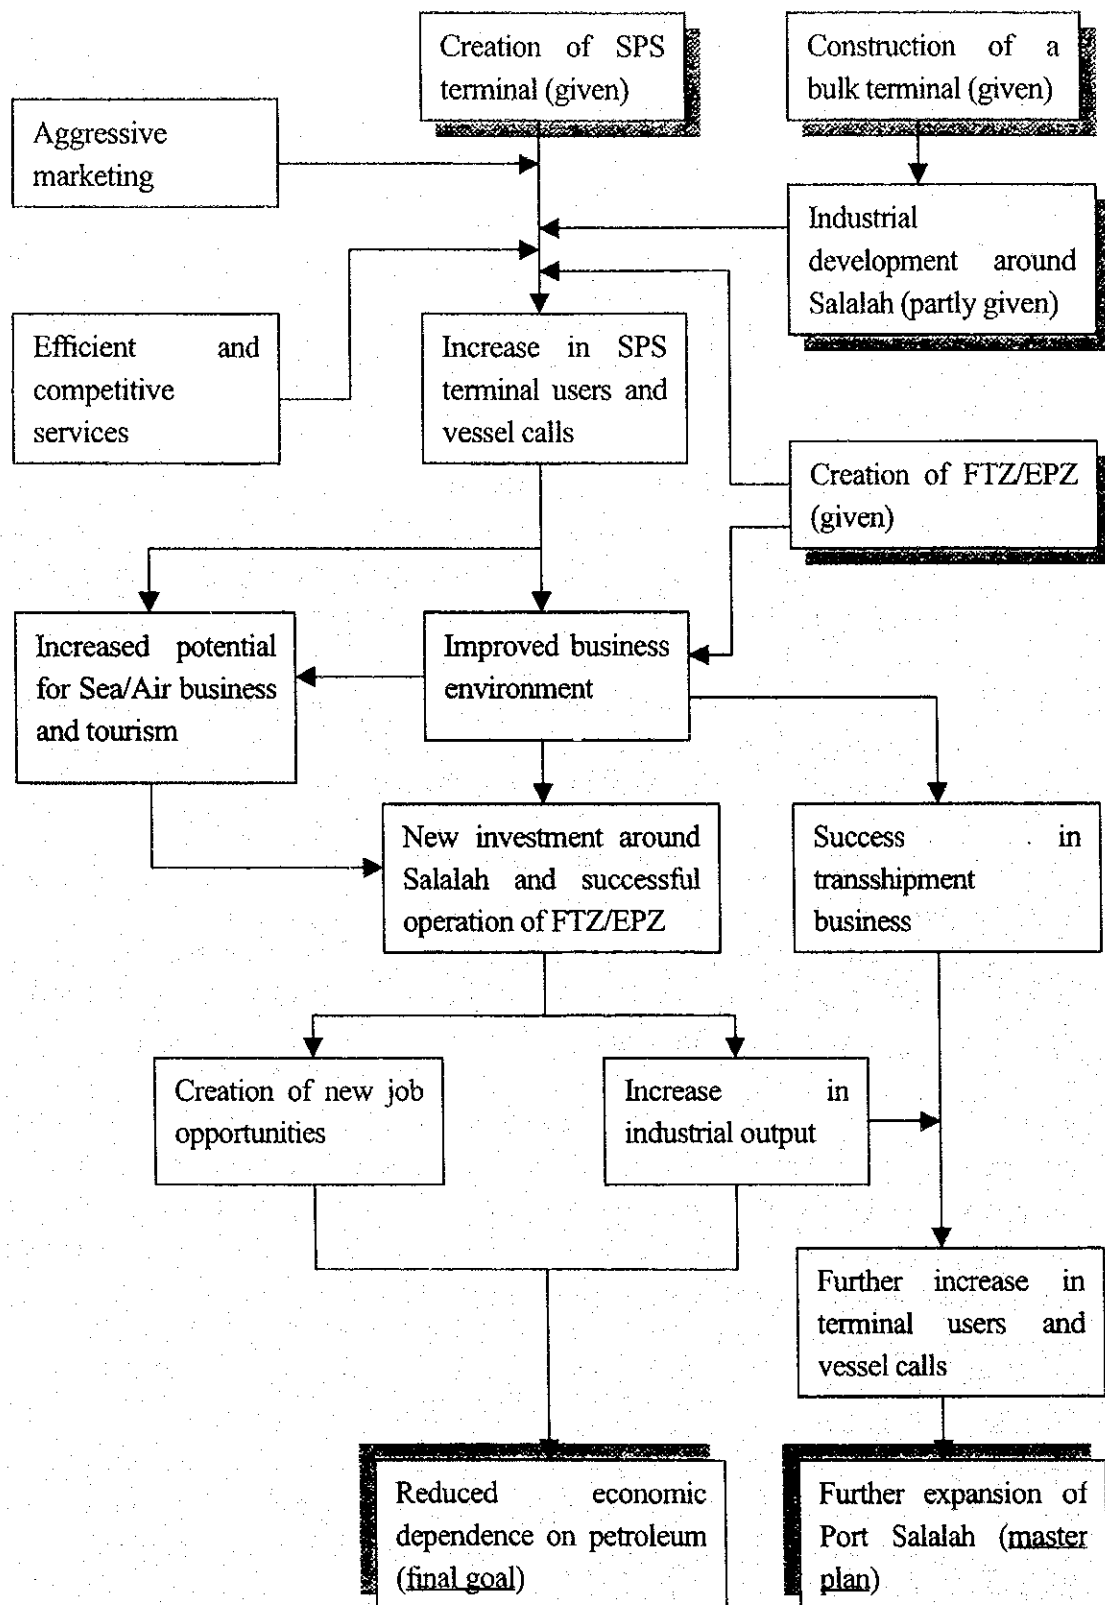 Creation of SPS
terminal (given)
Construction of a
bulk terminal (given)
Aggressive
marketing
Industrial
development around
Salalah (partly given)
Efficient and
competitive
services
Increase in SPS
terminal users and
vessel calls
Creation of FTZ/EPZ
(given)
Increased potential
for Sea/Air business
and tourism
Improved business
environment
New investment around
Salalah and successful
operation of FTZ/EPZ
Success in
transshipment
business
Creation of new job
opportunities
Increase in
industrial output
Further increase in
terminal users and
vessel calls
Reduced economic
dependence on petroleum
(final goal)
Further expansion of
Port Salalah (master
plan)